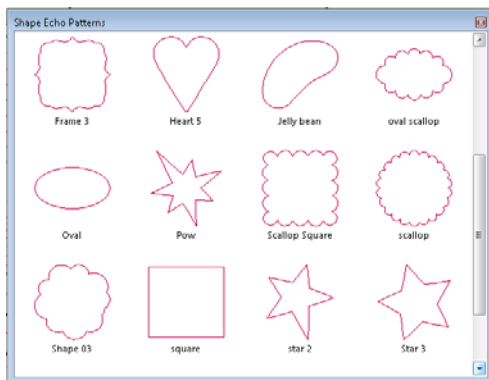 Shape Echo Patterns
Frame 3 Heart 5 Jelly bean oval scallop
Oval Pow Scallop Square scallop
Shape 03 square star 2 Star 3